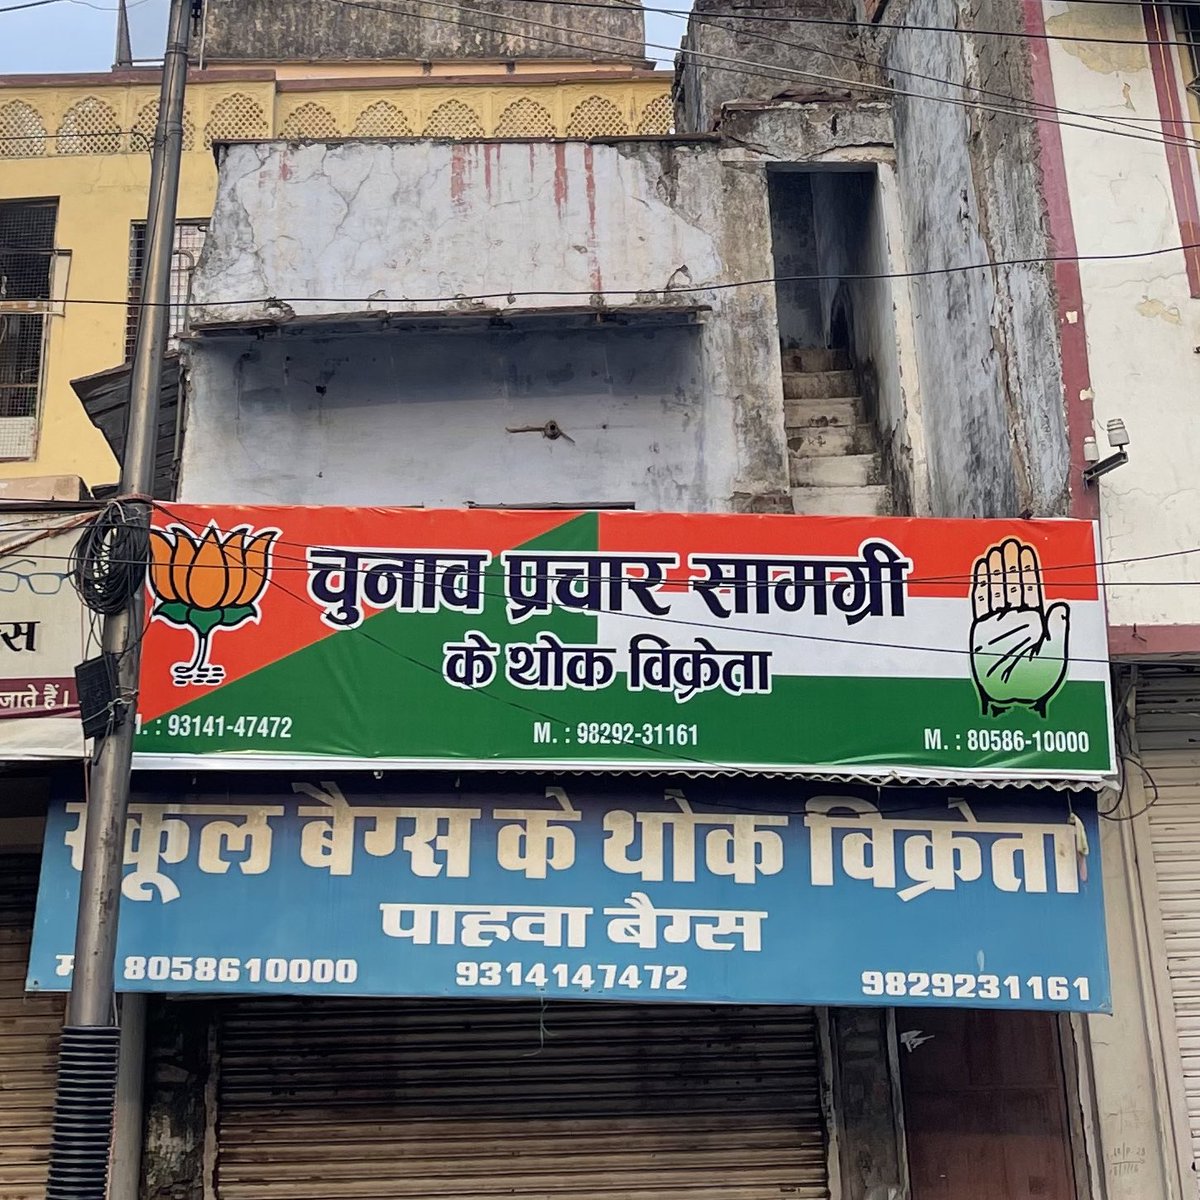 चुनाव प्रचार सामग्री
के थोक विक्रेता
M. : 93141-47472
M. : 98292-31161
M. : 80586-10000
स
जाते हैं।
स्कूल बैग्स के थोक विक्रेता
पाहवा बैग्स
8058610000
9314147472
9829231161